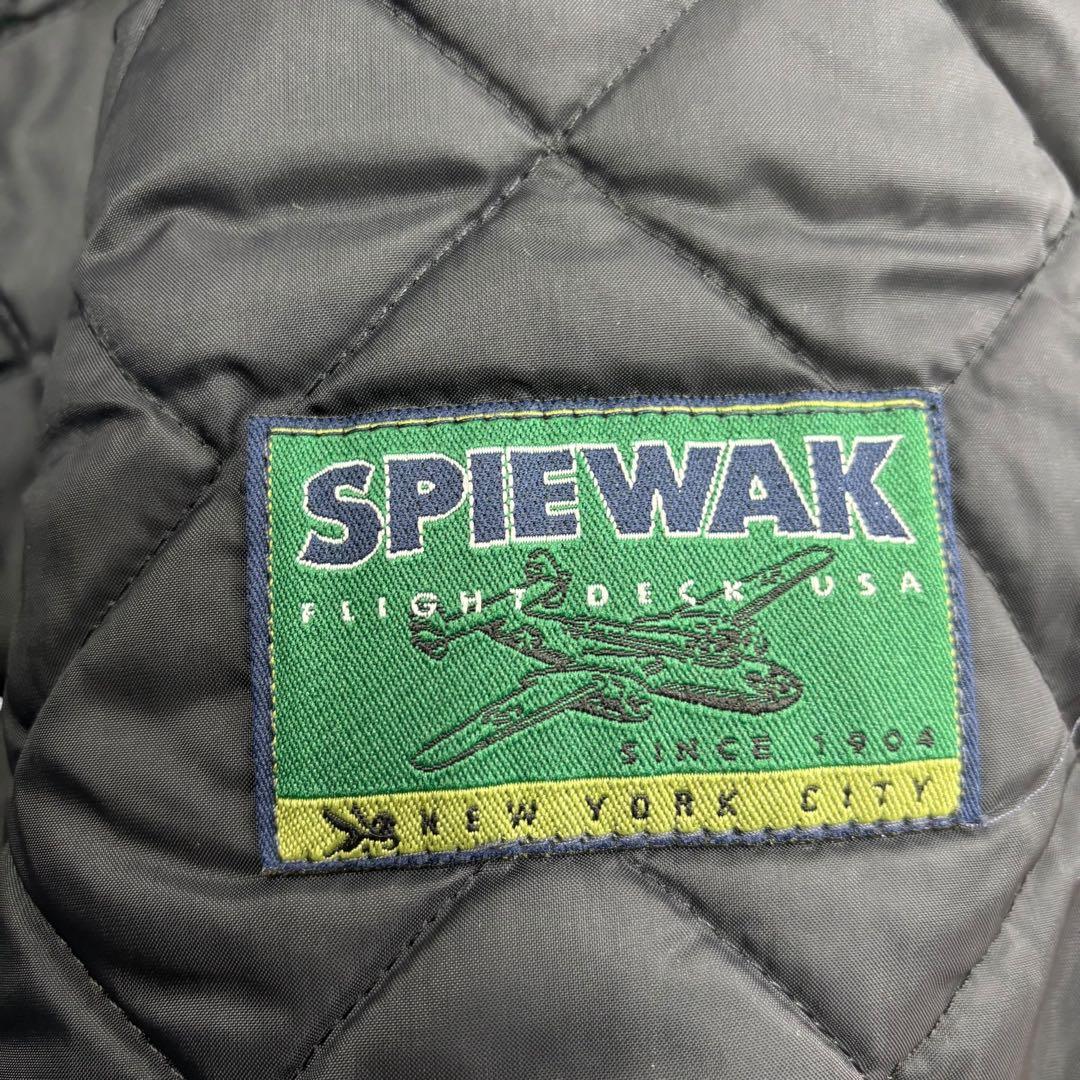 SPIEWAK
FLIGHT DECK USA
SINCE 1904
NEW YORK CITY